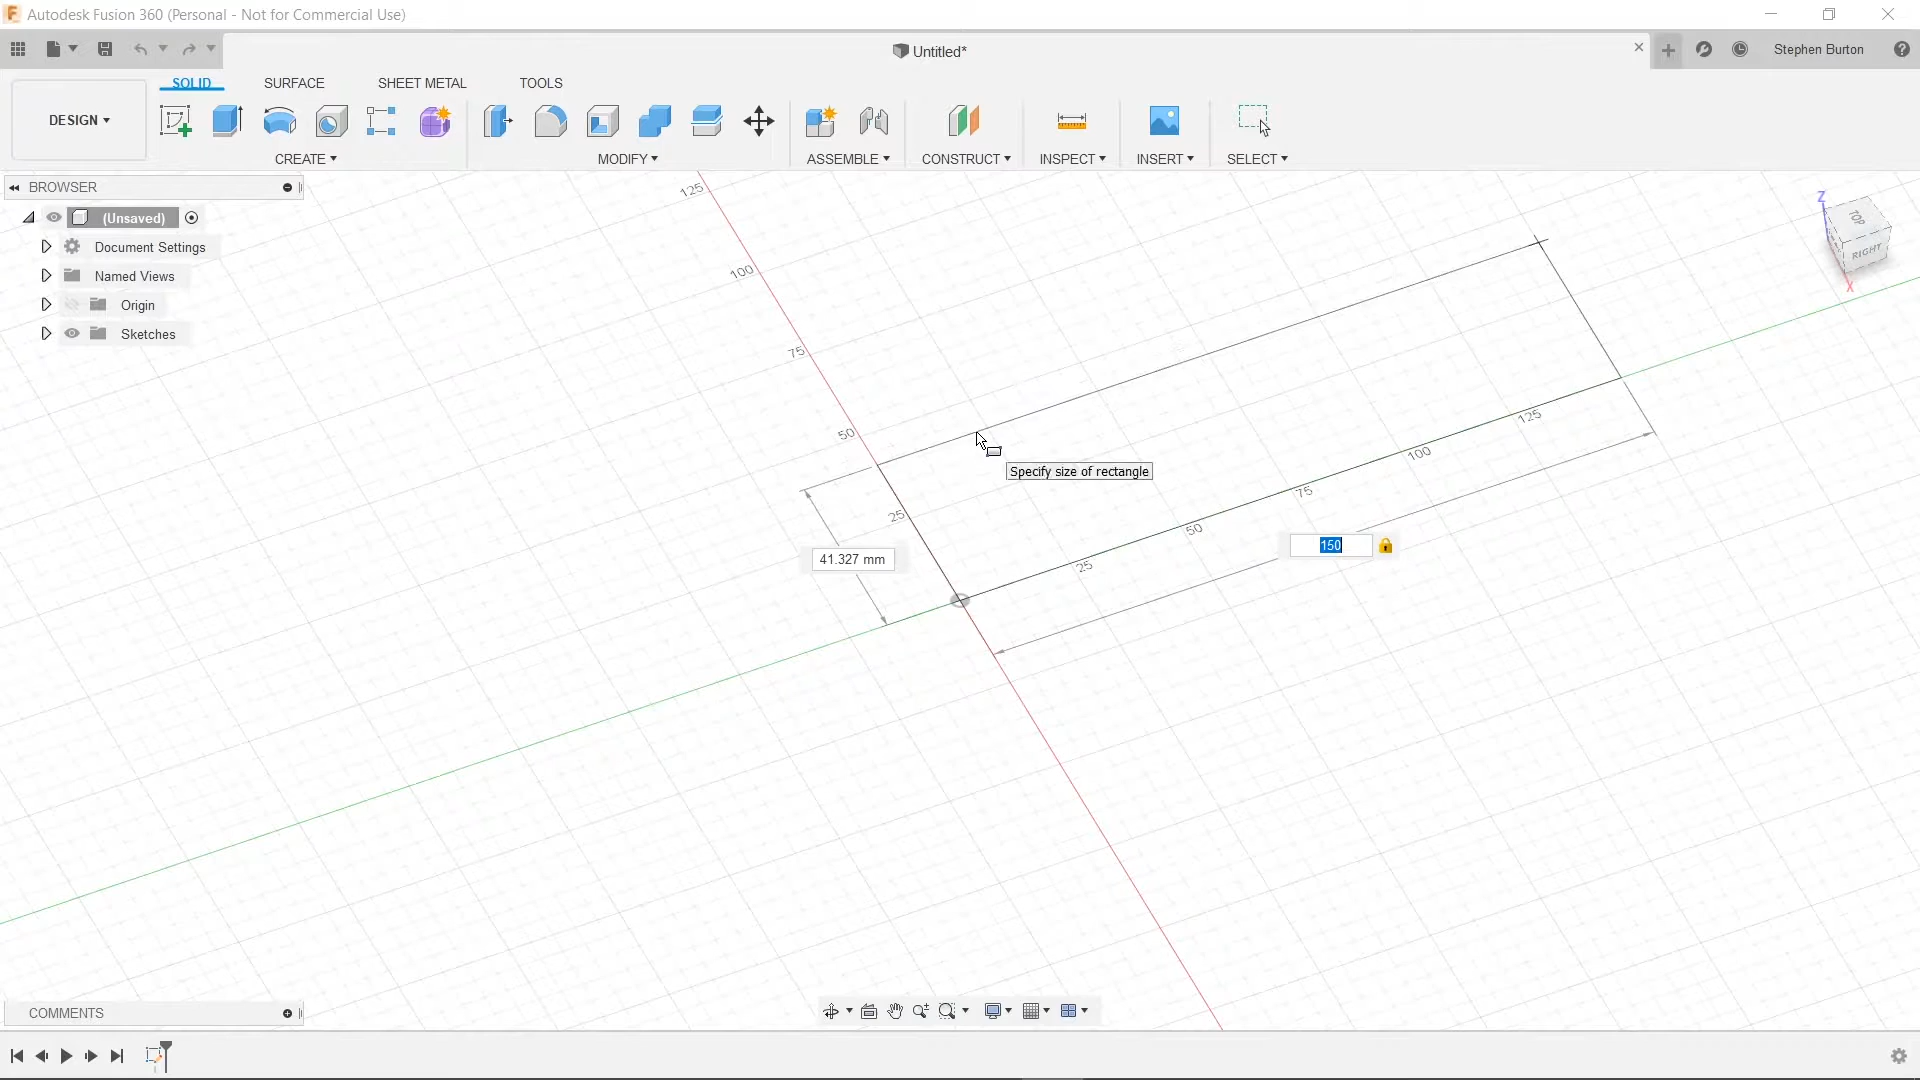 Autodesk Fusion 360 (Personal - Not for Commercial Use)
Untitled*
Stephen Burton
SOLID
SURFACE
SHEET METAL
TOOLS
DESIGN
CREATE
MODIFY
ASSEMBLE
CONSTRUCT
INSPECT
INSERT
SELECT
BROWSER
(Unsaved)
Document Settings
Named Views
Origin
Sketches
125
100
75
50
25
Z
TOP
RIGHT
X
Specify size of rectangle
125
100
75
50
25
41.327 mm
150
COMMENTS